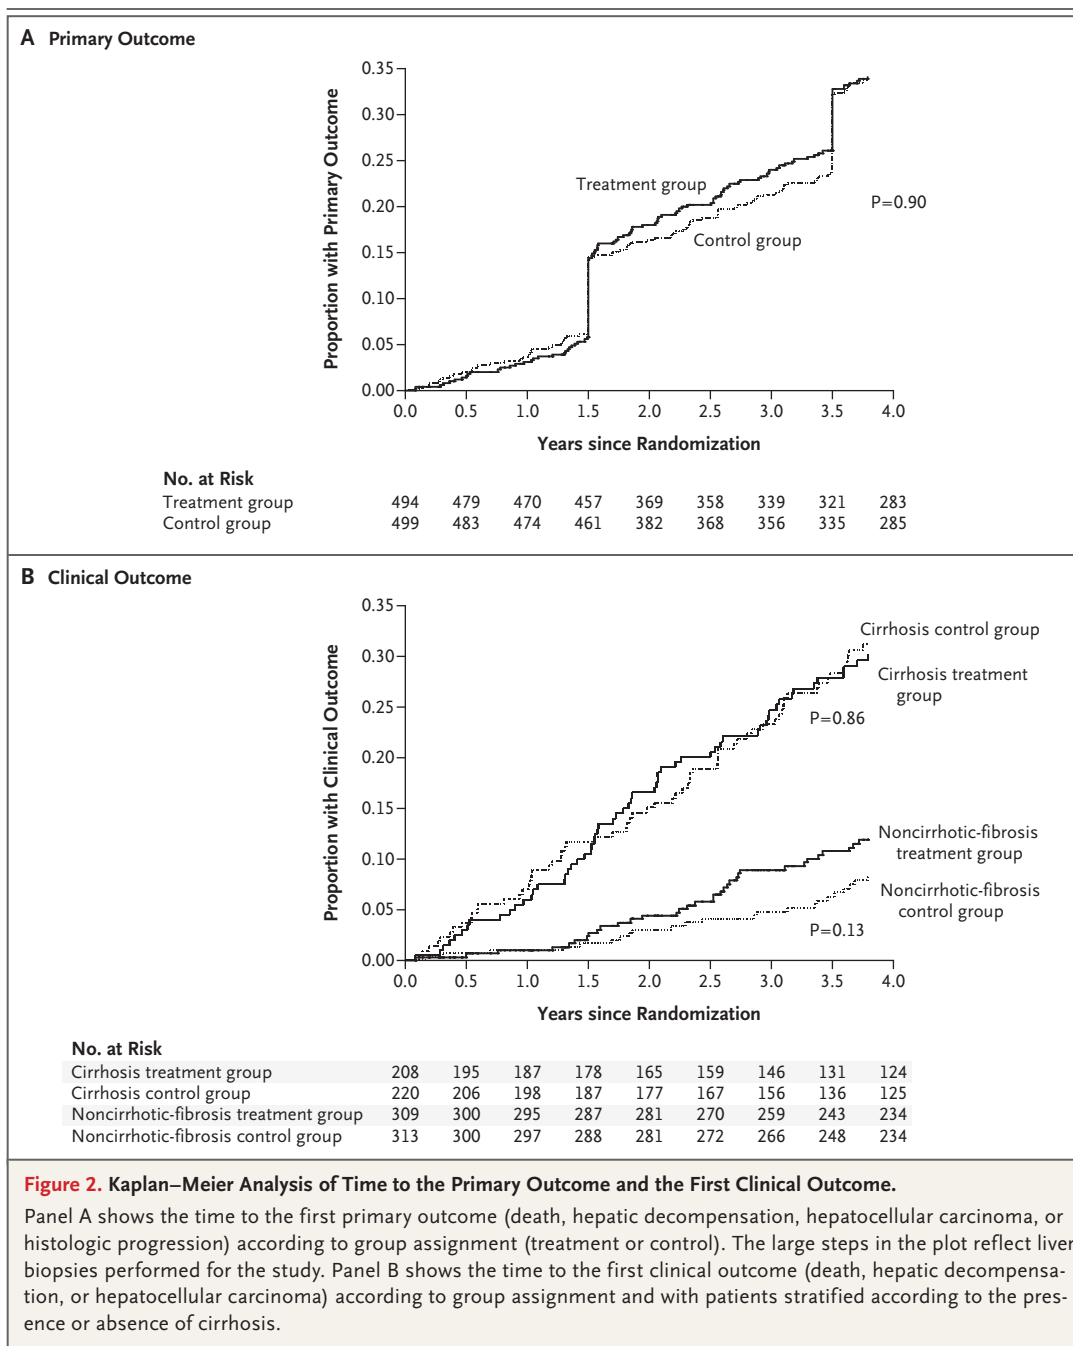 A Primary Outcome
0.35
0.30
0.25
0.20
0.15
0.10
0.05
0.00
Proportion with Primary Outcome
Treatment group
Control group
P=0.90
0.0 0.5 1.0 1.5 2.0 2.5 3.0 3.5 4.0
Years since Randomization
No. at Risk
Treatment group 494 479 470 457 369 358 339 321 283
Control group 499 483 474 461 382 368 356 335 285
B Clinical Outcome
0.35
0.30
0.25
0.20
0.15
0.10
0.05
0.00
Proportion with Clinical Outcome
Cirrhosis control group
Cirrhosis treatment
group
P=0.86
Noncirrhotic-fibrosis
treatment group
Noncirrhotic-fibrosis
control group
P=0.13
0.0 0.5 1.0 1.5 2.0 2.5 3.0 3.5 4.0
Years since Randomization
No. at Risk
Cirrhosis treatment group 208 195 187 178 165 159 146 131 124
Cirrhosis control group 220 206 198 187 177 167 156 136 125
Noncirrhotic-fibrosis treatment group 309 300 295 287 281 270 259 243 234
Noncirrhotic-fibrosis control group 313 300 297 288 281 272 266 248 234
Figure 2. Kaplan–Meier Analysis of Time to the Primary Outcome and the First Clinical Outcome.
Panel A shows the time to the first primary outcome (death, hepatic decompensation, hepatocellular carcinoma, or
histologic progression) according to group assignment (treatment or control). The large steps in the plot reflect liver
biopsies performed for the study. Panel B shows the time to the first clinical outcome (death, hepatic decompensa-
tion, or hepatocellular carcinoma) according to group assignment and with patients stratified according to the pres-
ence or absence of cirrhosis.